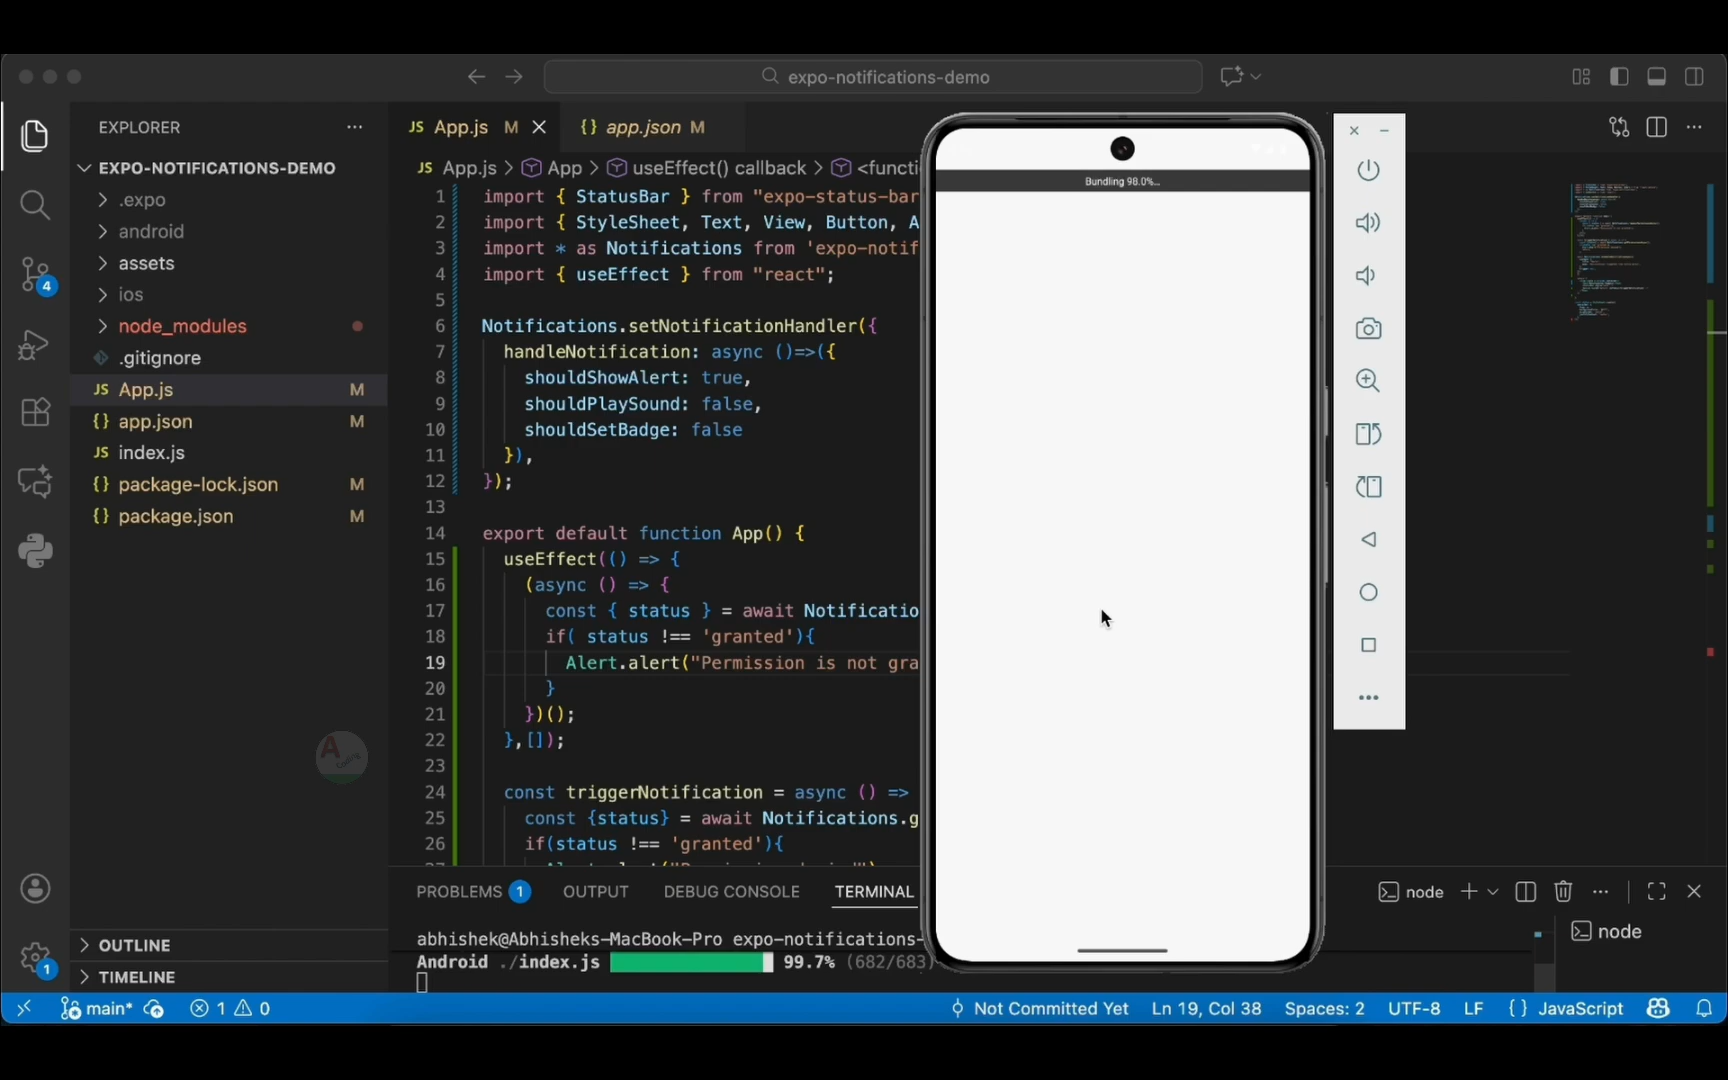 expo-notifications-demo
EXPLORER
EXPO-NOTIFICATIONS-DEMO
.expo
android
assets
ios
node_modules
.gitignore
JS App.js M
{} app.json M
JS index.js
{} package-lock.json M
{} package.json M
OUTLINE
TIMELINE
4
1
JS App.js M
{} app.json M
JS App.js > App > useEffect() callback > <functi
1 import { StatusBar } from "expo-status-bar
2 import { StyleSheet, Text, View, Button, A
3 import * as Notifications from 'expo-notif
4 import { useEffect } from "react";
5
6 Notifications.setNotificationHandler({
7 handleNotification: async ()=>({
8 shouldShowAlert: true,
9 shouldPlaySound: false,
10 shouldSetBadge: false
11 }),
12 });
13
14 export default function App() {
15 useEffect(() => {
16 (async () => {
17 const { status } = await Notificatio
18 if( status !== 'granted'){
19 Alert.alert("Permission is not gra
20 }
21 })();
22 },[]);
23
24 const triggerNotification = async () =>
25 const {status} = await Notifications.g
26 if(status !== 'granted'){
Bundling 98.0%...
PROBLEMS 1 OUTPUT DEBUG CONSOLE TERMINAL
node
abhishek@Abhisheks-MacBook-Pro expo-notifications-
Android ./index.js 99.7% (682/683)
node
main* 1 0
Not Committed Yet Ln 19, Col 38 Spaces: 2 UTF-8 LF {} JavaScript